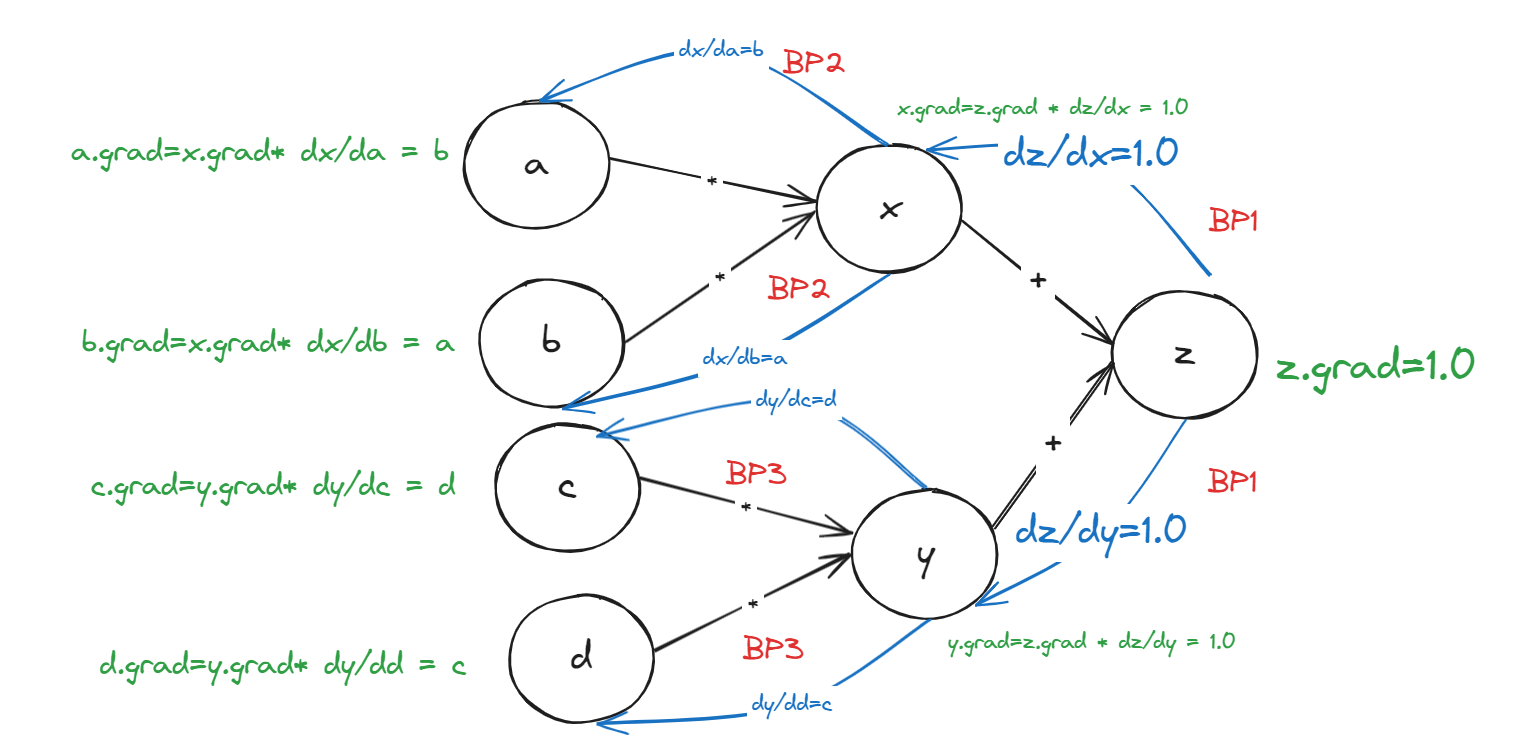 dx/da=b
BP2
x.grad=z.grad * dz/dx = 1.0
a.grad=x.grad* dx/da = b
a
*
dz/dx=1.0
x
BP1
*
BP2
+
b.grad=x.grad* dx/db = a
b
dx/db=a
z
z.grad=1.0
dy/dc=d
+
c.grad=y.grad* dy/dc = d
c
BP3
*
BP1
dz/dy=1.0
y
*
d.grad=y.grad* dy/dd = c
d
BP3
y.grad=z.grad * dz/dy = 1.0
dy/dd=c